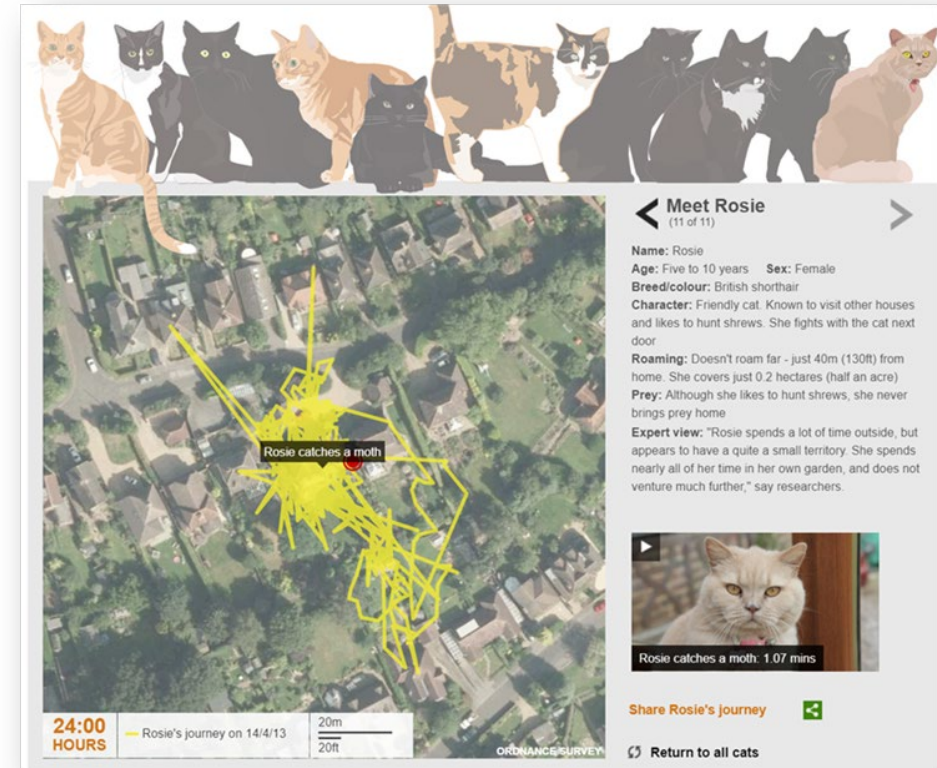 Meet Rosie
(11 of 11)
Name: Rosie
Age: Five to 10 years Sex: Female
Breed/colour: British shorthair
Character: Friendly cat. Known to visit other houses
and likes to hunt shrews. She fights with the cat next
door
Roaming: Doesn't roam far - just 40m (130ft) from
home. She covers just 0.2 hectares (half an acre)
Prey: Although she likes to hunt shrews, she never
brings prey home
Expert view: "Rosie spends a lot of time outside, but
appears to have a quite a small territory. She spends
nearly all of her time in her own garden, and does not
venture much further," say researchers.
Rosie catches a moth
Rosie catches a moth: 1.07 mins
Share Rosie's journey
Return to all cats
24:00
HOURS
Rosie's journey on 14/4/13
20m
20ft
ORDNANCE SURVEY